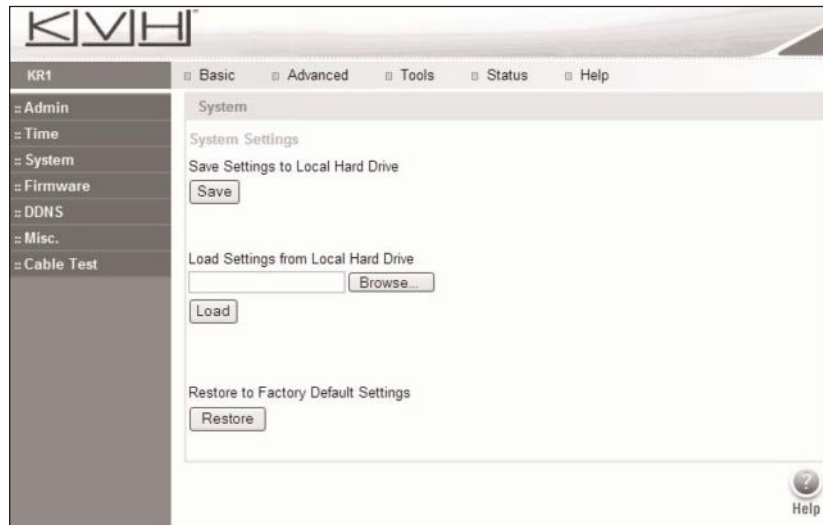 KVH
KR1
Basic Advanced Tools Status Help
:: Admin
:: Time
:: System
:: Firmware
:: DDNS
:: Misc.
:: Cable Test
System
System Settings
Save Settings to Local Hard Drive
Save
Load Settings from Local Hard Drive
Browse...
Load
Restore to Factory Default Settings
Restore
?
Help